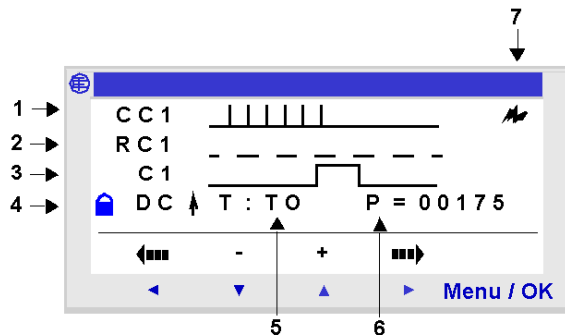 7
1 CC1
2 RC1
3 C1
4 DC T : TO P = 00175
- +
Menu / OK
5 6